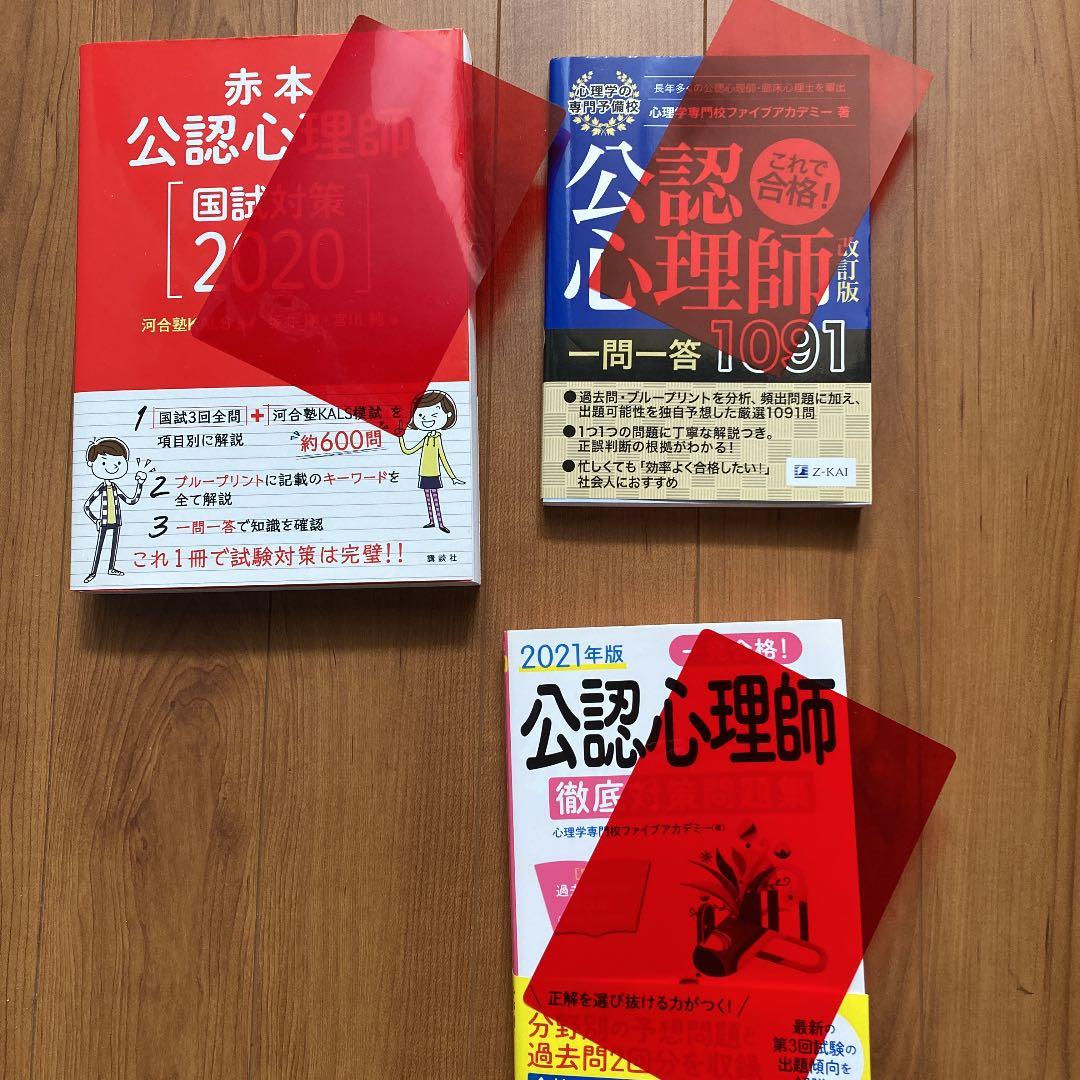 赤本
公認心理師
国試対策
2020
河合塾K
1 国試3回全問 + 河合塾KALS模試 を
項目別に解説 約600問
2 ブループリントに記載のキーワードを
全て解説
3 一問一答で知識を確認
これ1冊で試験対策は完璧!!
講談社
心理学の
専門予備校
長年多くの公認心理師・臨床心理士を輩出
心理学専門校ファイブアカデミー 著
公認
心理師
これで
合格!
改訂版
一問一答 1091
●過去問・ブループリントを分析、頻出問題に加え、
出題可能性を独自予想した厳選1091問
●1つ1つの問題に丁寧な解説つき。
正誤判断の根拠がわかる!
●忙しくても「効率よく合格したい!」
社会人におすすめ
Z-KAI
2021年版
合格!
公認心理師
徹底対策問題集
心理学専門校ファイブアカデミー(著)
過去
\ 正解を選び抜ける力がつく! /
分野別の予想問題と
過去問2回分を収
最新の
第3回試験の
出題傾向を